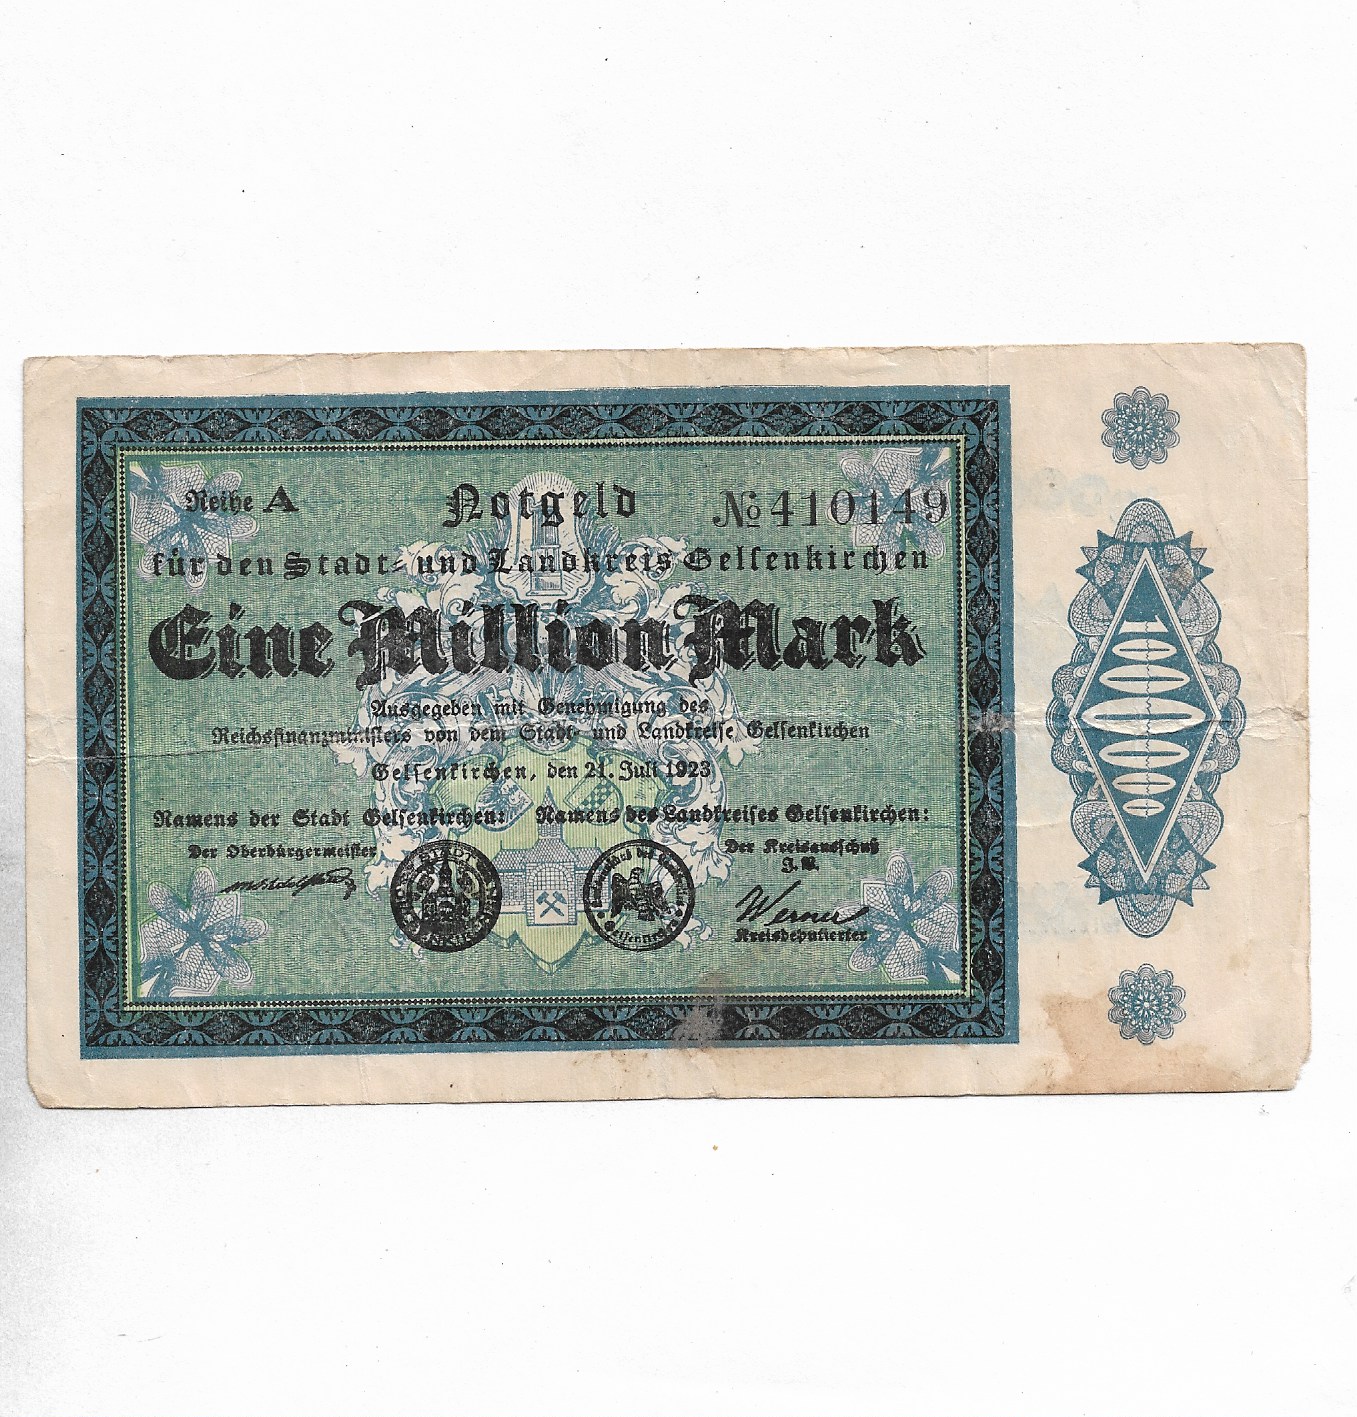 Reihe A
Notgeld
№ 410149
für den Stadt- und Landkreis Gelsenkirchen
Eine Million Mark
Ausgegeben mit Genehmigung des
Reichsfinanzministers von dem Stadt- und Landkreise Gelsenkirchen
Gelsenkirchen, den 21. Juli 1923
Namens der Stadt Gelsenkirchen:
Der Oberbürgermeister
Namens des Landkreises Gelsenkirchen:
Der Kreisausschuß
J. V.
Werner
Kreisdeputierter
1000000